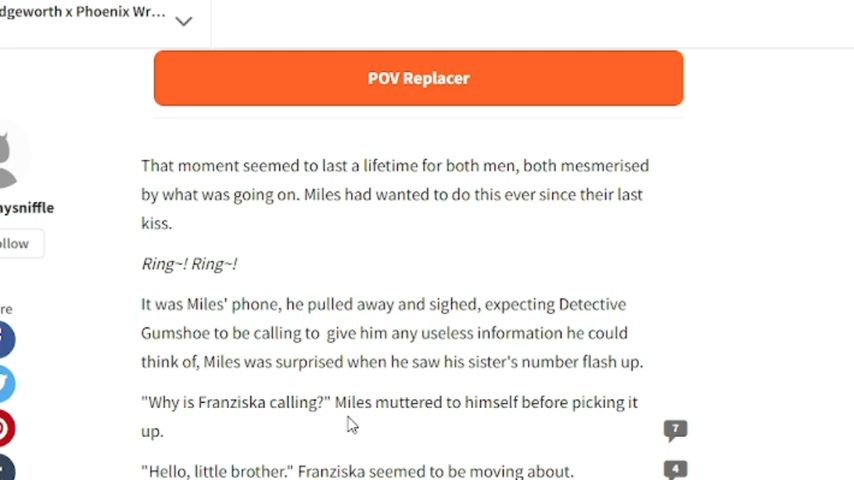 dgeworth x Phoenix Wr...
POV Replacer
That moment seemed to last a lifetime for both men, both mesmerised
by what was going on. Miles had wanted to do this ever since their last
kiss.
ysniffle
ollow
Ring~! Ring~!
re
It was Miles' phone, he pulled away and sighed, expecting Detective
Gumshoe to be calling to give him any useless information he could
think of, Miles was surprised when he saw his sister's number flash up.
"Why is Franziska calling?" Miles muttered to himself before picking it
up.
7
"Hello, little brother." Franziska seemed to be moving about.
4